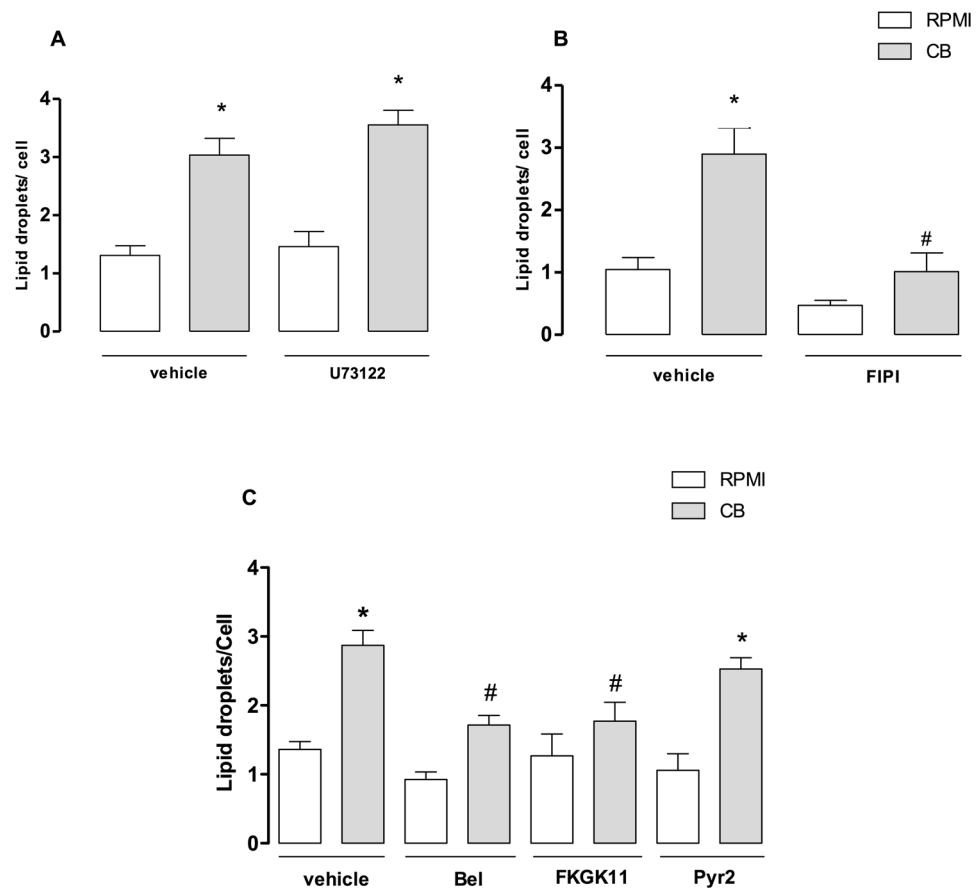 A
B
RPMI
CB
Lipid droplets/ cell
4
3
2
1
0
*
*
vehicle
U73122
Lipid droplets/ cell
4
3
2
1
0
*
#
vehicle
FIPI
C
RPMI
CB
Lipid droplets/Cell
4
3
2
1
0
*
#
#
*
vehicle
Bel
FKGK11
Pyr2